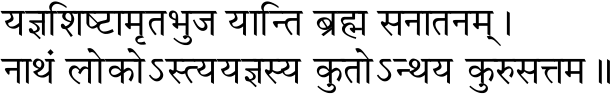 यज्ञशिष्टामृतभुज यान्ति ब्रह्म सनातनम् ।
नाथं लोकोऽस्त्ययज्ञस्य कुतोऽन्थय कुरुसत्तम ॥